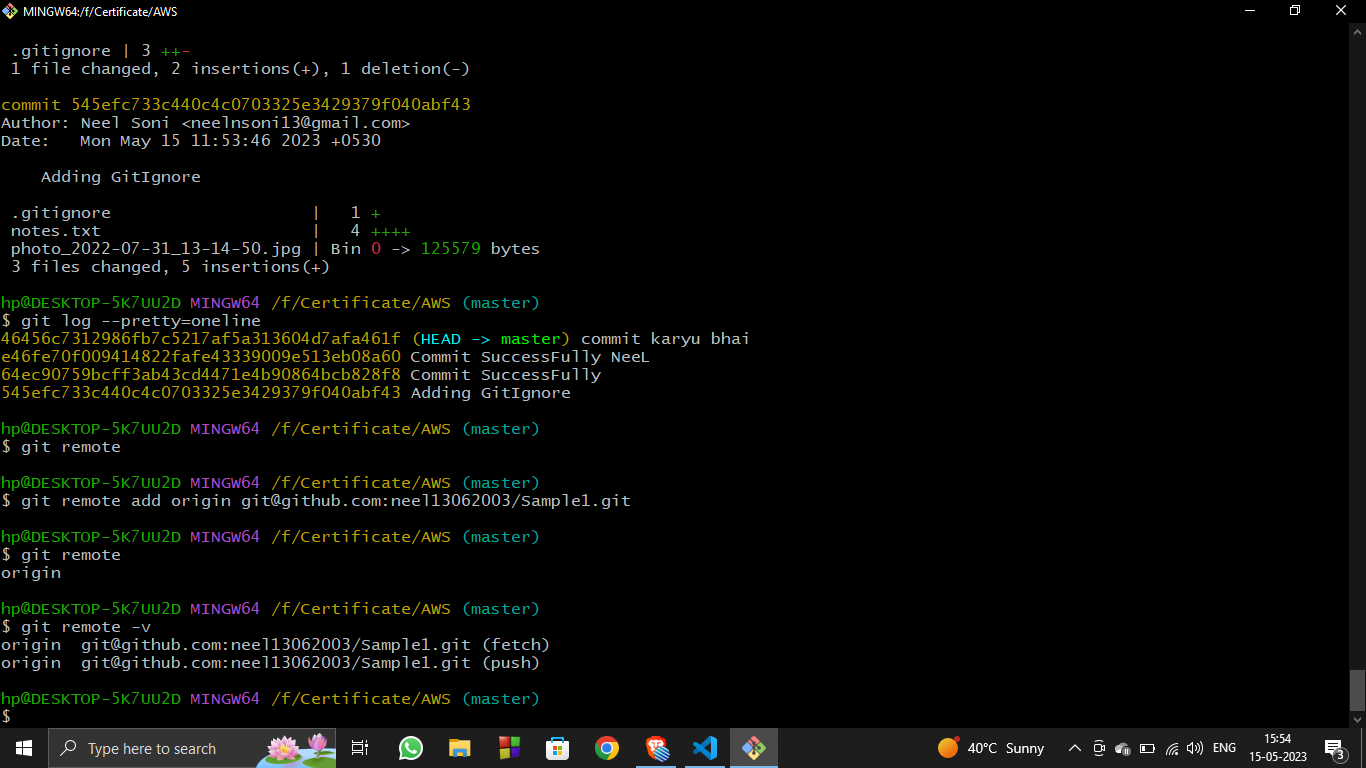 MINGW64:/f/Certificate/AWS
.gitignore | 3 ++-
1 file changed, 2 insertions(+), 1 deletion(-)
commit 545efc733c440c4c0703325e3429379f040abf43
Author: Neel Soni <neelnsoni13@gmail.com>
Date:   Mon May 15 11:53:46 2023 +0530
Adding GitIgnore
.gitignore                    |   1 +
notes.txt                     |   4 ++++
photo_2022-07-31_13-14-50.jpg | Bin 0 -> 125579 bytes
3 files changed, 5 insertions(+)
hp@DESKTOP-5K7UU2D MINGW64 /f/Certificate/AWS (master)
$ git log --pretty=oneline
46456c7312986fb7c5217af5a313604d7afa461f (HEAD -> master) commit karyu bhai
e46fe70f009414822fafe43339009e513eb08a60 Commit SuccessFully NeeL
64ec90759bcff3ab43cd4471e4b90864bcb828f8 Commit SuccessFully
545efc733c440c4c0703325e3429379f040abf43 Adding GitIgnore
hp@DESKTOP-5K7UU2D MINGW64 /f/Certificate/AWS (master)
$ git remote
hp@DESKTOP-5K7UU2D MINGW64 /f/Certificate/AWS (master)
$ git remote add origin git@github.com:neel13062003/Sample1.git
hp@DESKTOP-5K7UU2D MINGW64 /f/Certificate/AWS (master)
$ git remote
origin
hp@DESKTOP-5K7UU2D MINGW64 /f/Certificate/AWS (master)
$ git remote -v
origin  git@github.com:neel13062003/Sample1.git (fetch)
origin  git@github.com:neel13062003/Sample1.git (push)
hp@DESKTOP-5K7UU2D MINGW64 /f/Certificate/AWS (master)
$
Type here to search
40°C Sunny
ENG
15:54
15-05-2023
3